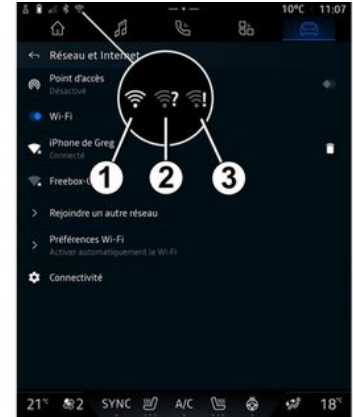 10°C 11:07
Réseau et Internet
Point d'accès
Désactivé
Wi-Fi
? !
iPhone de Greg
Connecté
1 2 3
Rejoindre un autre réseau
Préférences Wi-Fi
Activer automatiquement le Wi-Fi
Connectivité
21° 2 SYNC A/C 18°